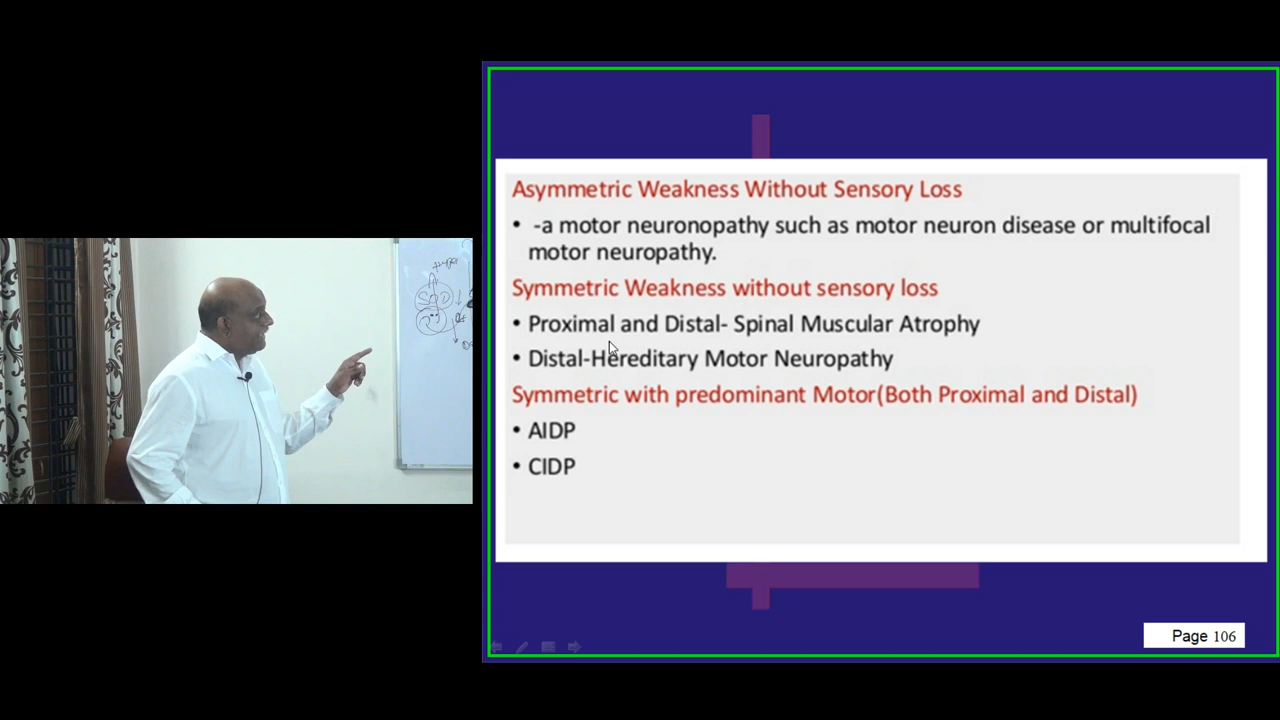 Asymmetric Weakness Without Sensory Loss
• -a motor neuronopathy such as motor neuron disease or multifocal
motor neuropathy.
Symmetric Weakness without sensory loss
• Proximal and Distal- Spinal Muscular Atrophy
• Distal-Hereditary Motor Neuropathy
Symmetric with predominant Motor(Both Proximal and Distal)
• AIDP
• CIDP
Page 106